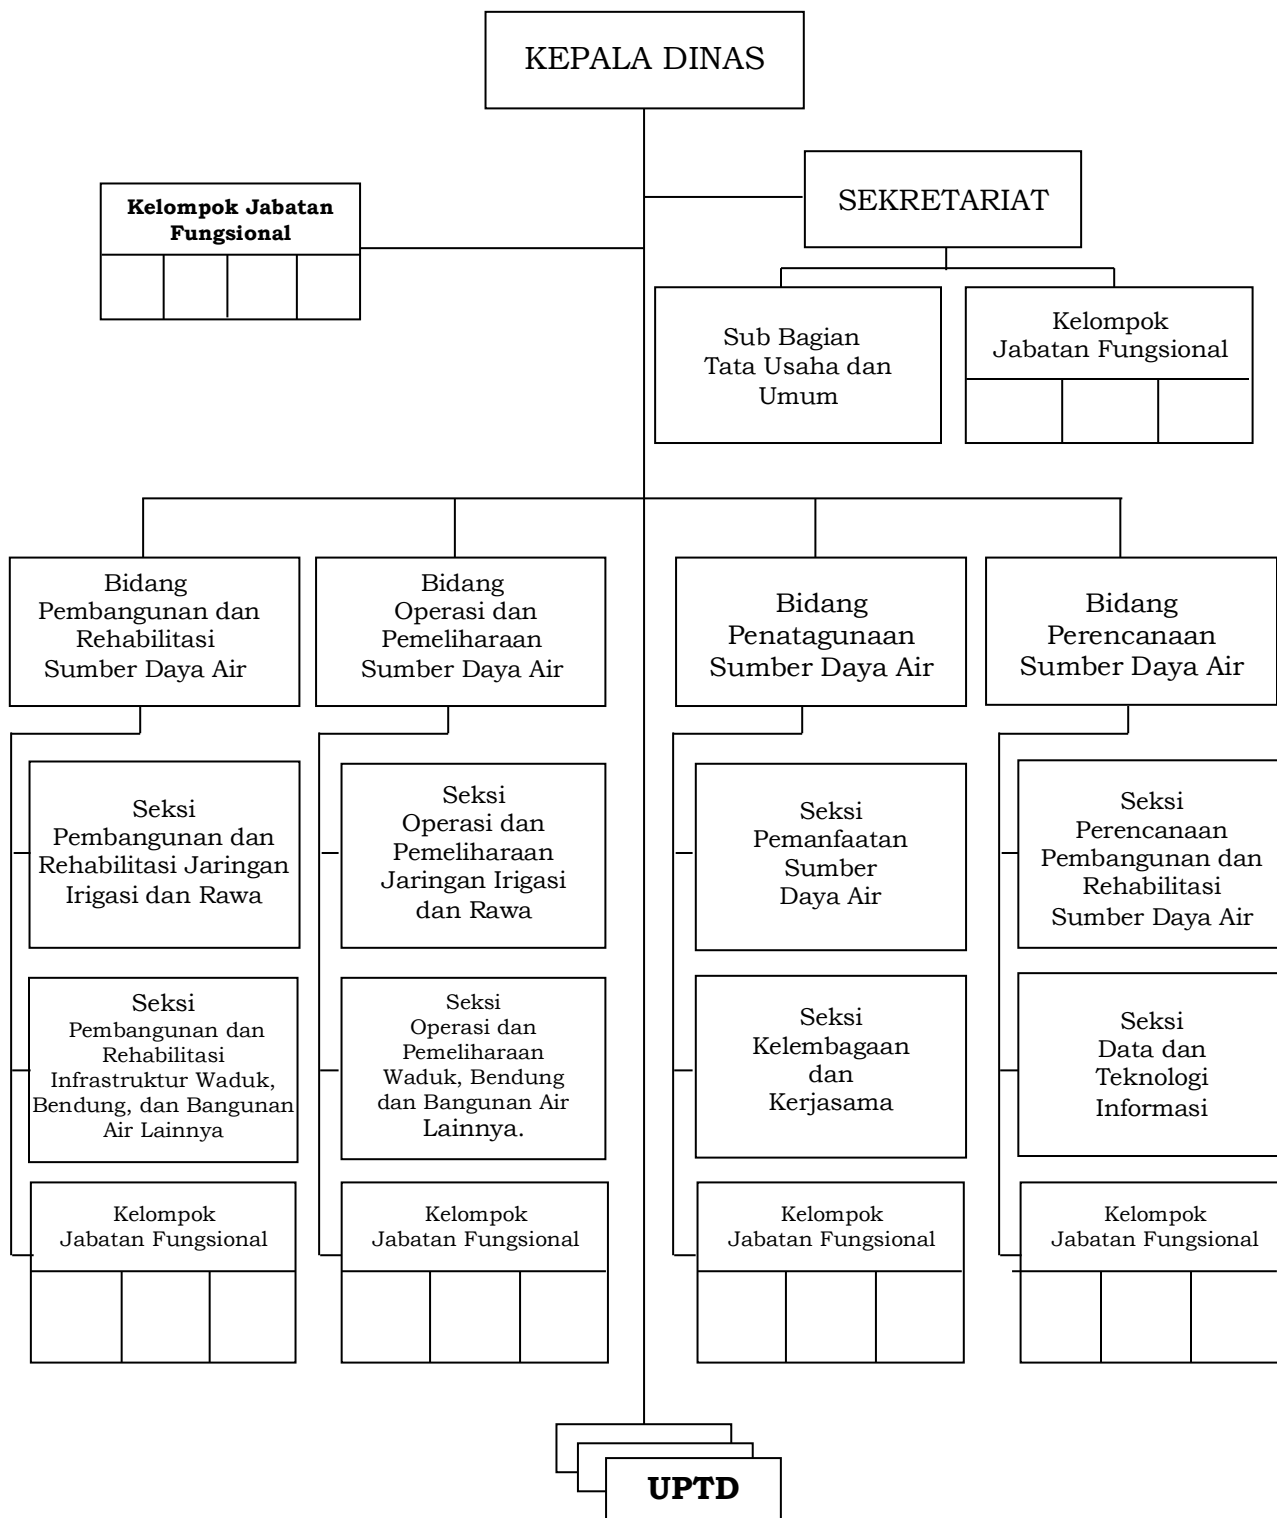 KEPALA DINAS
SEKRETARIAT
Kelompok Jabatan
Fungsional
Sub Bagian
Tata Usaha dan
Umum
Kelompok
Jabatan Fungsional
Bidang
Pembangunan dan
Rehabilitasi
Sumber Daya Air
Bidang
Operasi dan
Pemeliharaan
Sumber Daya Air
Bidang
Penatagunaan
Sumber Daya Air
Bidang
Perencanaan
Sumber Daya Air
Seksi
Pembangunan dan
Rehabilitasi Jaringan
Irigasi dan Rawa
Seksi
Operasi dan
Pemeliharaan
Jaringan Irigasi
dan Rawa
Seksi
Pemanfaatan
Sumber
Daya Air
Seksi
Perencanaan
Pembangunan dan
Rehabilitasi
Sumber Daya Air
Seksi
Pembangunan dan
Rehabilitasi
Infrastruktur Waduk,
Bendung, dan Bangunan
Air Lainnya
Seksi
Operasi dan
Pemeliharaan
Waduk, Bendung
dan Bangunan Air
Lainnya.
Seksi
Kelembagaan
dan
Kerjasama
Seksi
Data dan
Teknologi
Informasi
Kelompok
Jabatan Fungsional
Kelompok
Jabatan Fungsional
Kelompok
Jabatan Fungsional
Kelompok
Jabatan Fungsional
UPTD